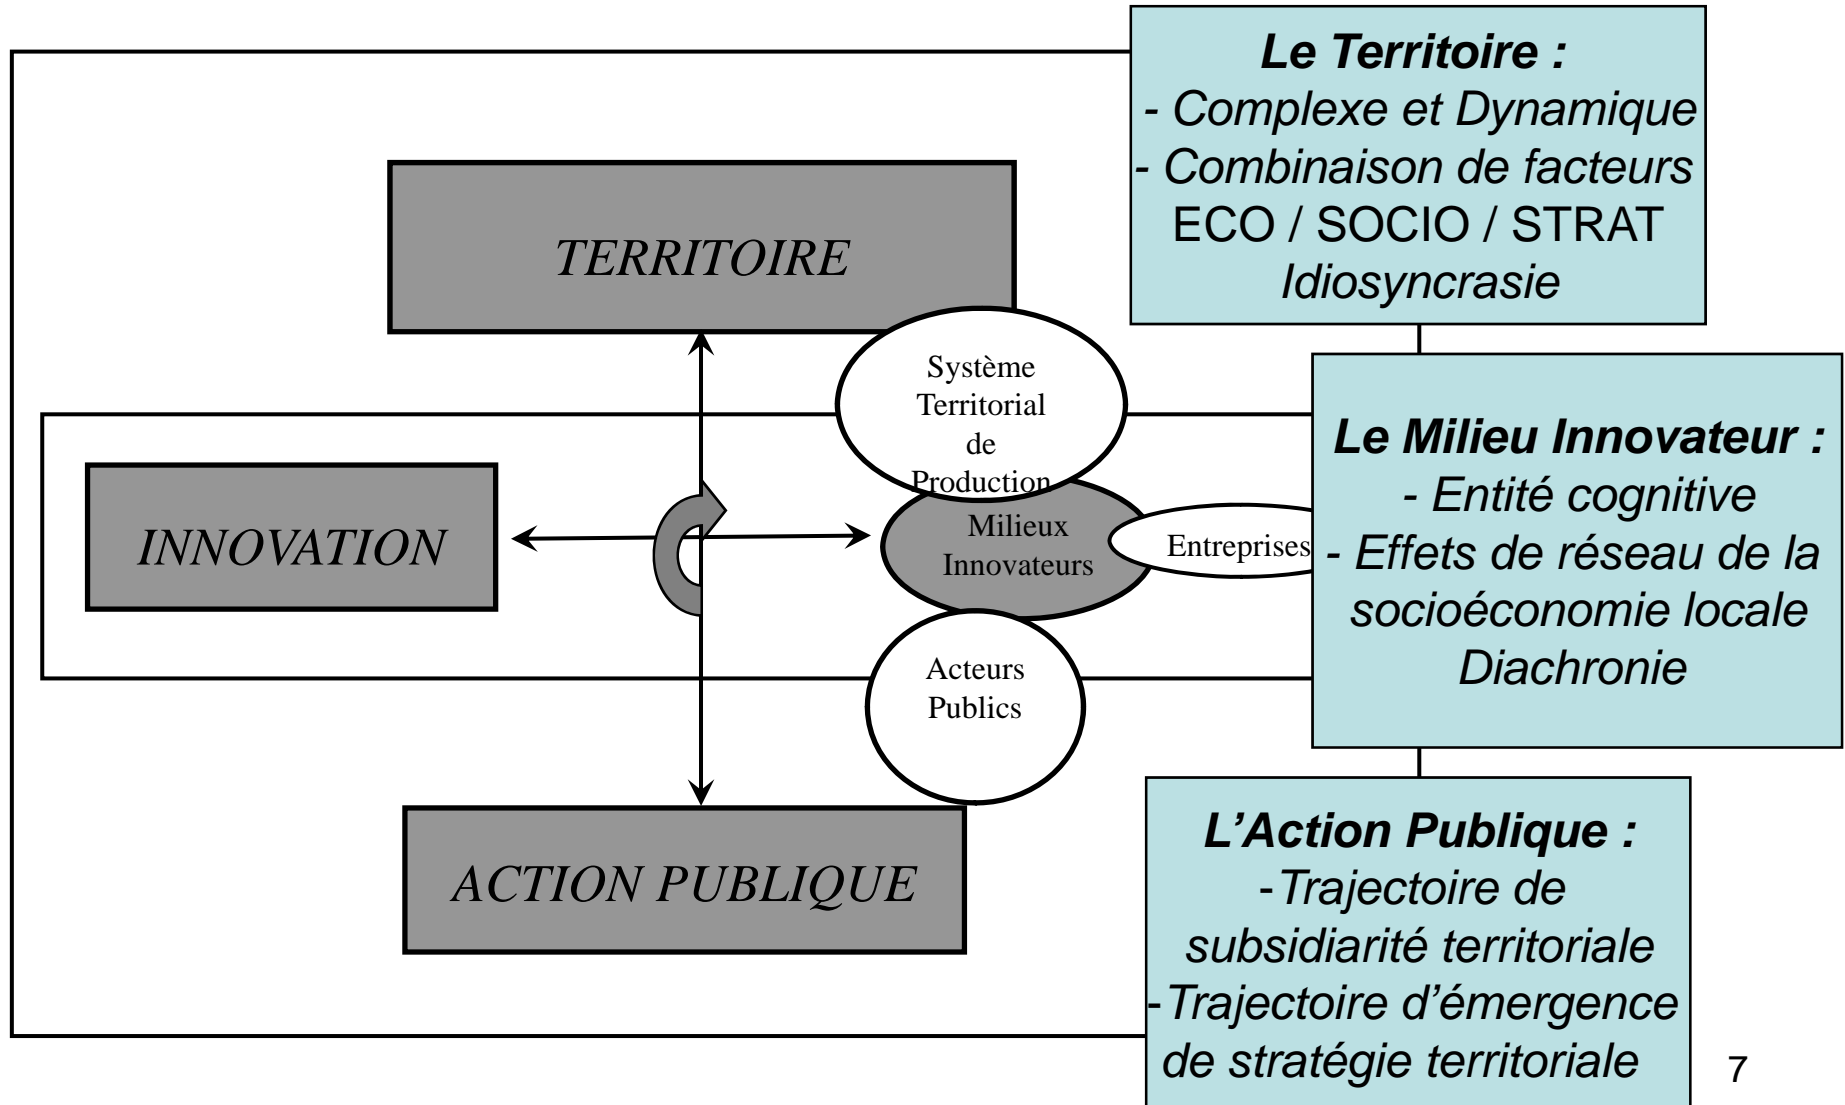 Le Territoire :
- Complexe et Dynamique
- Combinaison de facteurs
ECO / SOCIO / STRAT
Idiosyncrasie
TERRITOIRE
Système
Territorial
de
Production
Le Milieu Innovateur :
- Entité cognitive
- Effets de réseau de la
socioéconomie locale
Diachronie
INNOVATION
Milieux
Innovateurs
Entreprises
Acteurs
Publics
ACTION PUBLIQUE
L’Action Publique :
-Trajectoire de
subsidiarité territoriale
-Trajectoire d’émergence
de stratégie territoriale
7